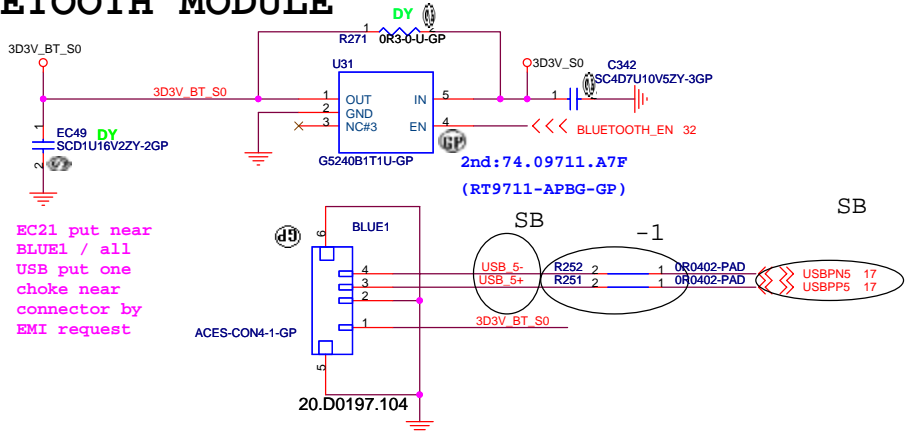 ETOOTH MODULE
DY
R271
0R3-0-U-GP
3D3V_BT_S0
U31
3D3V_S0
C342
SC4D7U10V5ZY-3GP
3D3V_BT_S0
1 OUT IN 5
2 GND
3 NC#3 EN 4
1
BLUETOOTH_EN 32
G5240B1T1U-GP
GP
1
EC49 DY
SCD1U16V2ZY-2GP
2
2nd:74.09711.A7F
(RT9711-APBG-GP)
EC21 put near
BLUE1 / all
USB put one
choke near
connector by
EMI request
GP
6
BLUE1
SB
-1
SB
4 USB_5- R252 2 1 0R0402-PAD USBPN5 17
3 USB_5+ R251 2 1 0R0402-PAD USBPP5 17
2
1 3D3V_BT_S0
ACES-CON4-1-GP
5
20.D0197.104